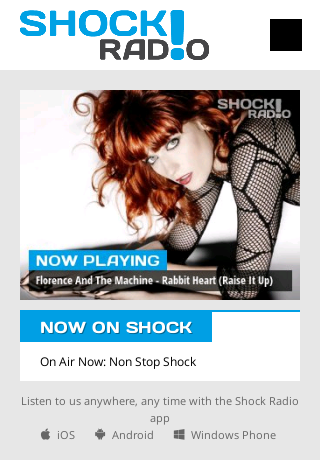 SHOCK!
RADIO
SHOCK!
RADIO
NOW PLAYING
Florence And The Machine - Rabbit Heart (Raise It Up)
NOW ON SHOCK
On Air Now: Non Stop Shock
Listen to us anywhere, any time with the Shock Radio
app
iOS Android Windows Phone